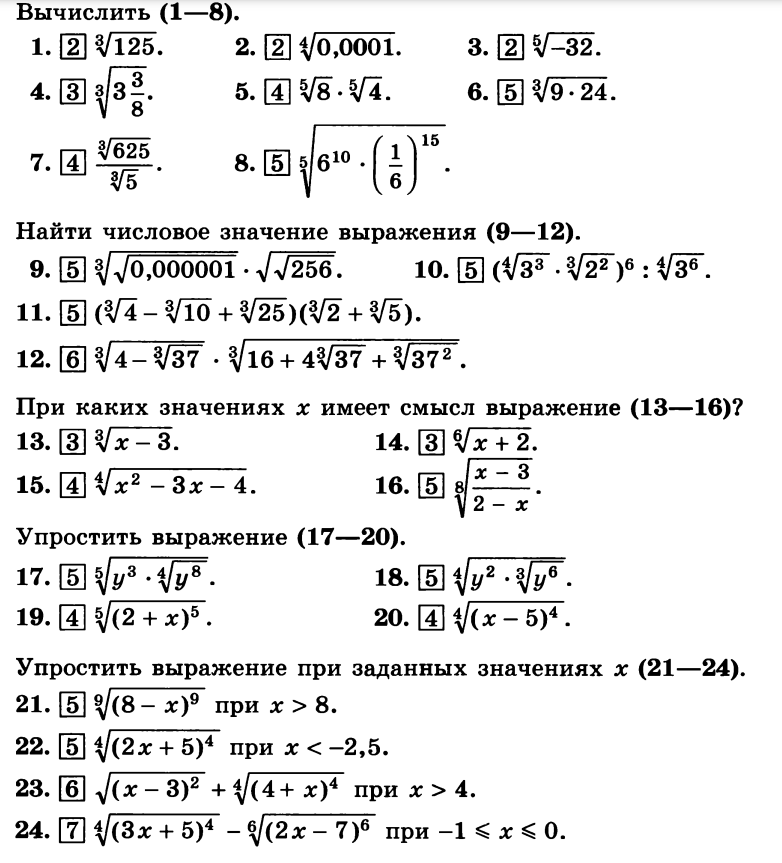 Вычислить (1—8).
1. 2 ∛125. 2. 2 ∜0,0001. 3. 2 ⁵√−32.
4. 3 ∛(3 3/8). 5. 4 ⁵√8 · ⁵√4. 6. 5 ∛(9 · 24).
7. 4 ∛625/∛5. 8. 5 ⁵√(6¹⁰ · (1/6)¹⁵).
Найти числовое значение выражения (9—12).
9. 5 ∛(√0,000001) · √(√256). 10. 5 (∜3³ · ∛2²)⁶ : ∜3⁶.
11. 5 (∛4 − ∛10 + ∛25)(∛2 + ∛5).
12. 6 ∛(4 − ∛37) · ∛(16 + 4∛37 + ∛37²).
При каких значениях x имеет смысл выражение (13—16)?
13. 3 ∛(x − 3). 14. 3 ⁶√(x + 2).
15. 4 ∜(x² − 3x − 4). 16. 5 ⁸√((x − 3)/(2 − x)).
Упростить выражение (17—20).
17. 5 ⁵√(y³ · ∜y⁸). 18. 5 ∜(y² · ∛y⁶).
19. 4 ⁵√(2 + x)⁵. 20. 4 ∜(x − 5)⁴.
Упростить выражение при заданных значениях x (21—24).
21. 5 ⁹√(8 − x)⁹ при x > 8.
22. 5 ∜(2x + 5)⁴ при x < −2,5.
23. 6 √(x − 3)² + ∜(4 + x)⁴ при x > 4.
24. 7 ∜(3x + 5)⁴ − ⁶√(2x − 7)⁶ при −1 ⩽ x ⩽ 0.